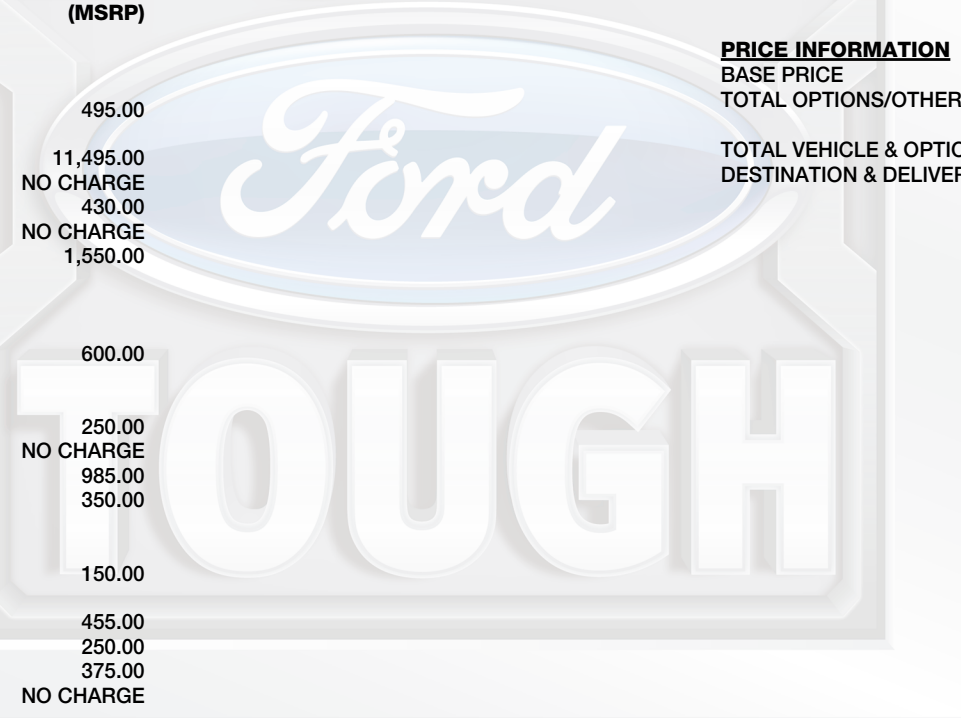 (MSRP)
495.00
11,495.00
NO CHARGE
430.00
NO CHARGE
1,550.00
600.00
250.00
NO CHARGE
985.00
350.00
150.00
455.00
250.00
375.00
NO CHARGE
PRICE INFORMATION
BASE PRICE
TOTAL OPTIONS/OTHER
TOTAL VEHICLE & OPTIO
DESTINATION & DELIVER
Ford
TOUGH